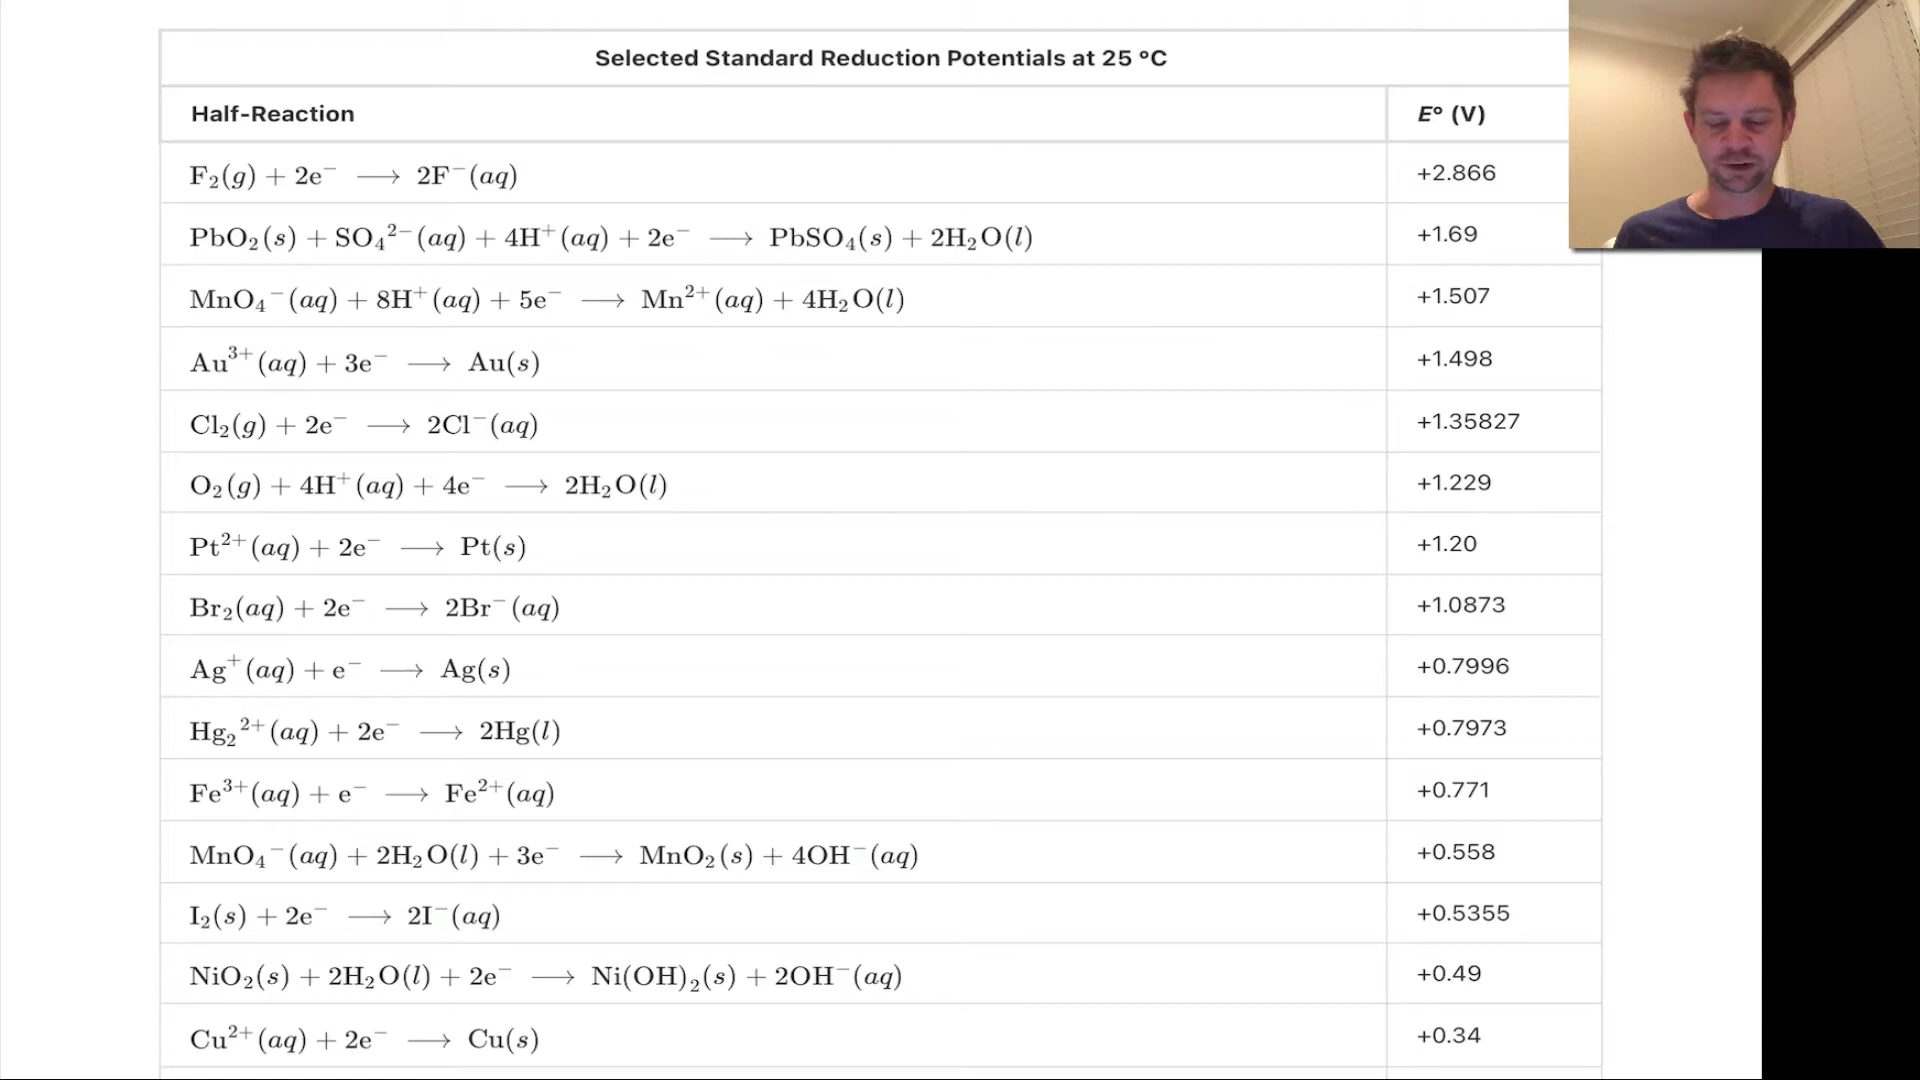 Selected Standard Reduction Potentials at 25 °C
Half-Reaction E° (V)
F₂(g) + 2e⁻ ⟶ 2F⁻(aq) +2.866
PbO₂(s) + SO₄²⁻(aq) + 4H⁺(aq) + 2e⁻ ⟶ PbSO₄(s) + 2H₂O(l) +1.69
MnO₄⁻(aq) + 8H⁺(aq) + 5e⁻ ⟶ Mn²⁺(aq) + 4H₂O(l) +1.507
Au³⁺(aq) + 3e⁻ ⟶ Au(s) +1.498
Cl₂(g) + 2e⁻ ⟶ 2Cl⁻(aq) +1.35827
O₂(g) + 4H⁺(aq) + 4e⁻ ⟶ 2H₂O(l) +1.229
Pt²⁺(aq) + 2e⁻ ⟶ Pt(s) +1.20
Br₂(aq) + 2e⁻ ⟶ 2Br⁻(aq) +1.0873
Ag⁺(aq) + e⁻ ⟶ Ag(s) +0.7996
Hg₂²⁺(aq) + 2e⁻ ⟶ 2Hg(l) +0.7973
Fe³⁺(aq) + e⁻ ⟶ Fe²⁺(aq) +0.771
MnO₄⁻(aq) + 2H₂O(l) + 3e⁻ ⟶ MnO₂(s) + 4OH⁻(aq) +0.558
I₂(s) + 2e⁻ ⟶ 2I⁻(aq) +0.5355
NiO₂(s) + 2H₂O(l) + 2e⁻ ⟶ Ni(OH)₂(s) + 2OH⁻(aq) +0.49
Cu²⁺(aq) + 2e⁻ ⟶ Cu(s) +0.34